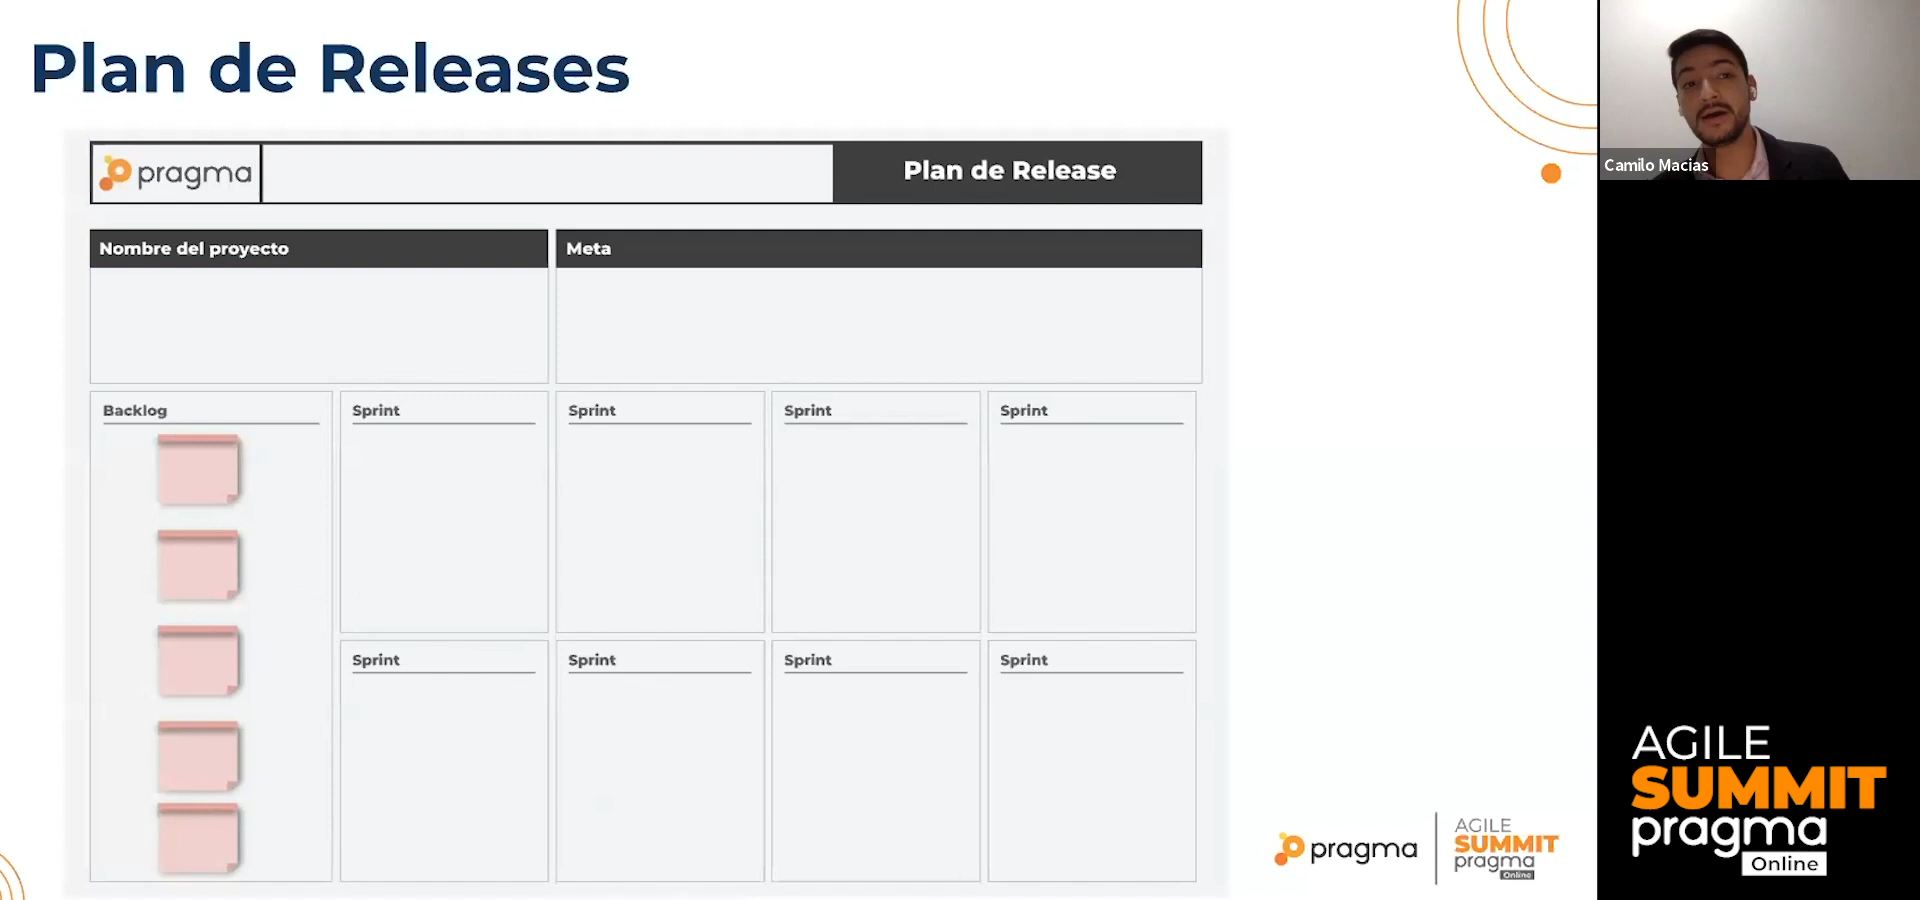 Plan de Releases
pragma
Plan de Release
Nombre del proyecto
Meta
Backlog
Sprint
Sprint
Sprint
Sprint
Sprint
Sprint
Sprint
Sprint
pragma
AGILE
SUMMIT
pragma
Online
Camilo Macias
AGILE
SUMMIT
pragma
Online